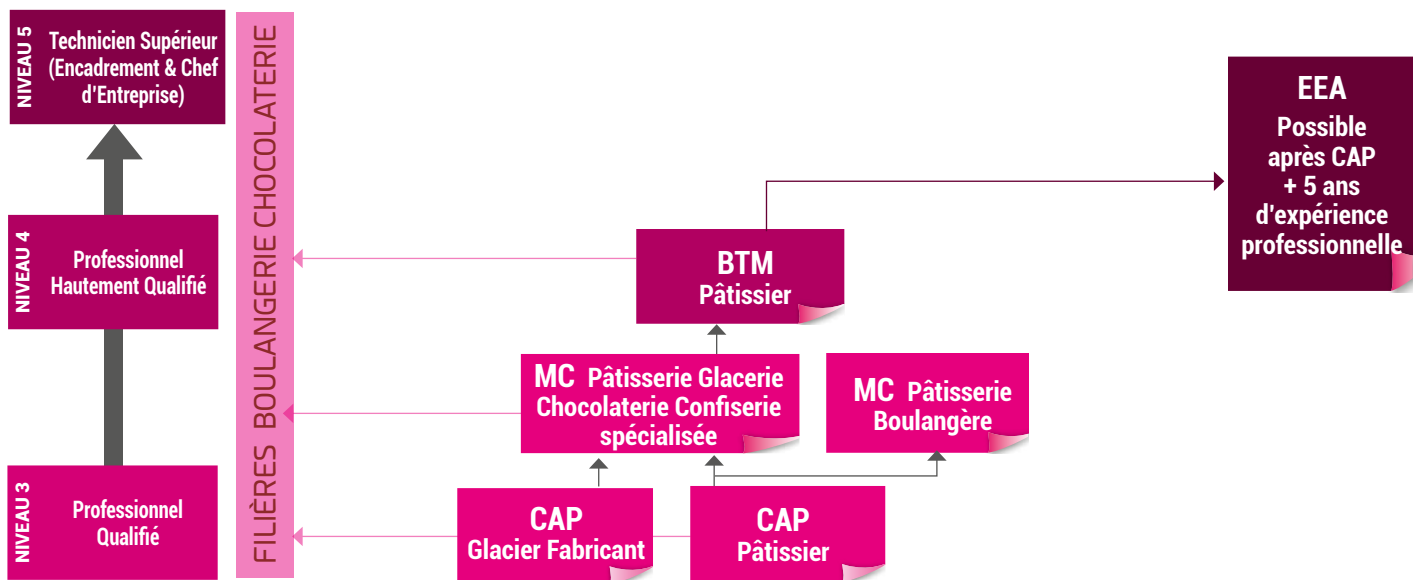 NIVEAU 5
Technicien Supérieur
(Encadrement & Chef
d'Entreprise)
NIVEAU 4
Professionnel
Hautement Qualifié
NIVEAU 3
Professionnel
Qualifié
FILIÈRES BOULANGERIE CHOCOLATERIE
EEA
Possible
après CAP
+ 5 ans
d'expérience
professionnelle
BTM
Pâtissier
MC Pâtisserie Glacerie
Chocolaterie Confiserie
spécialisée
MC Pâtisserie
Boulangère
CAP
Glacier Fabricant
CAP
Pâtissier